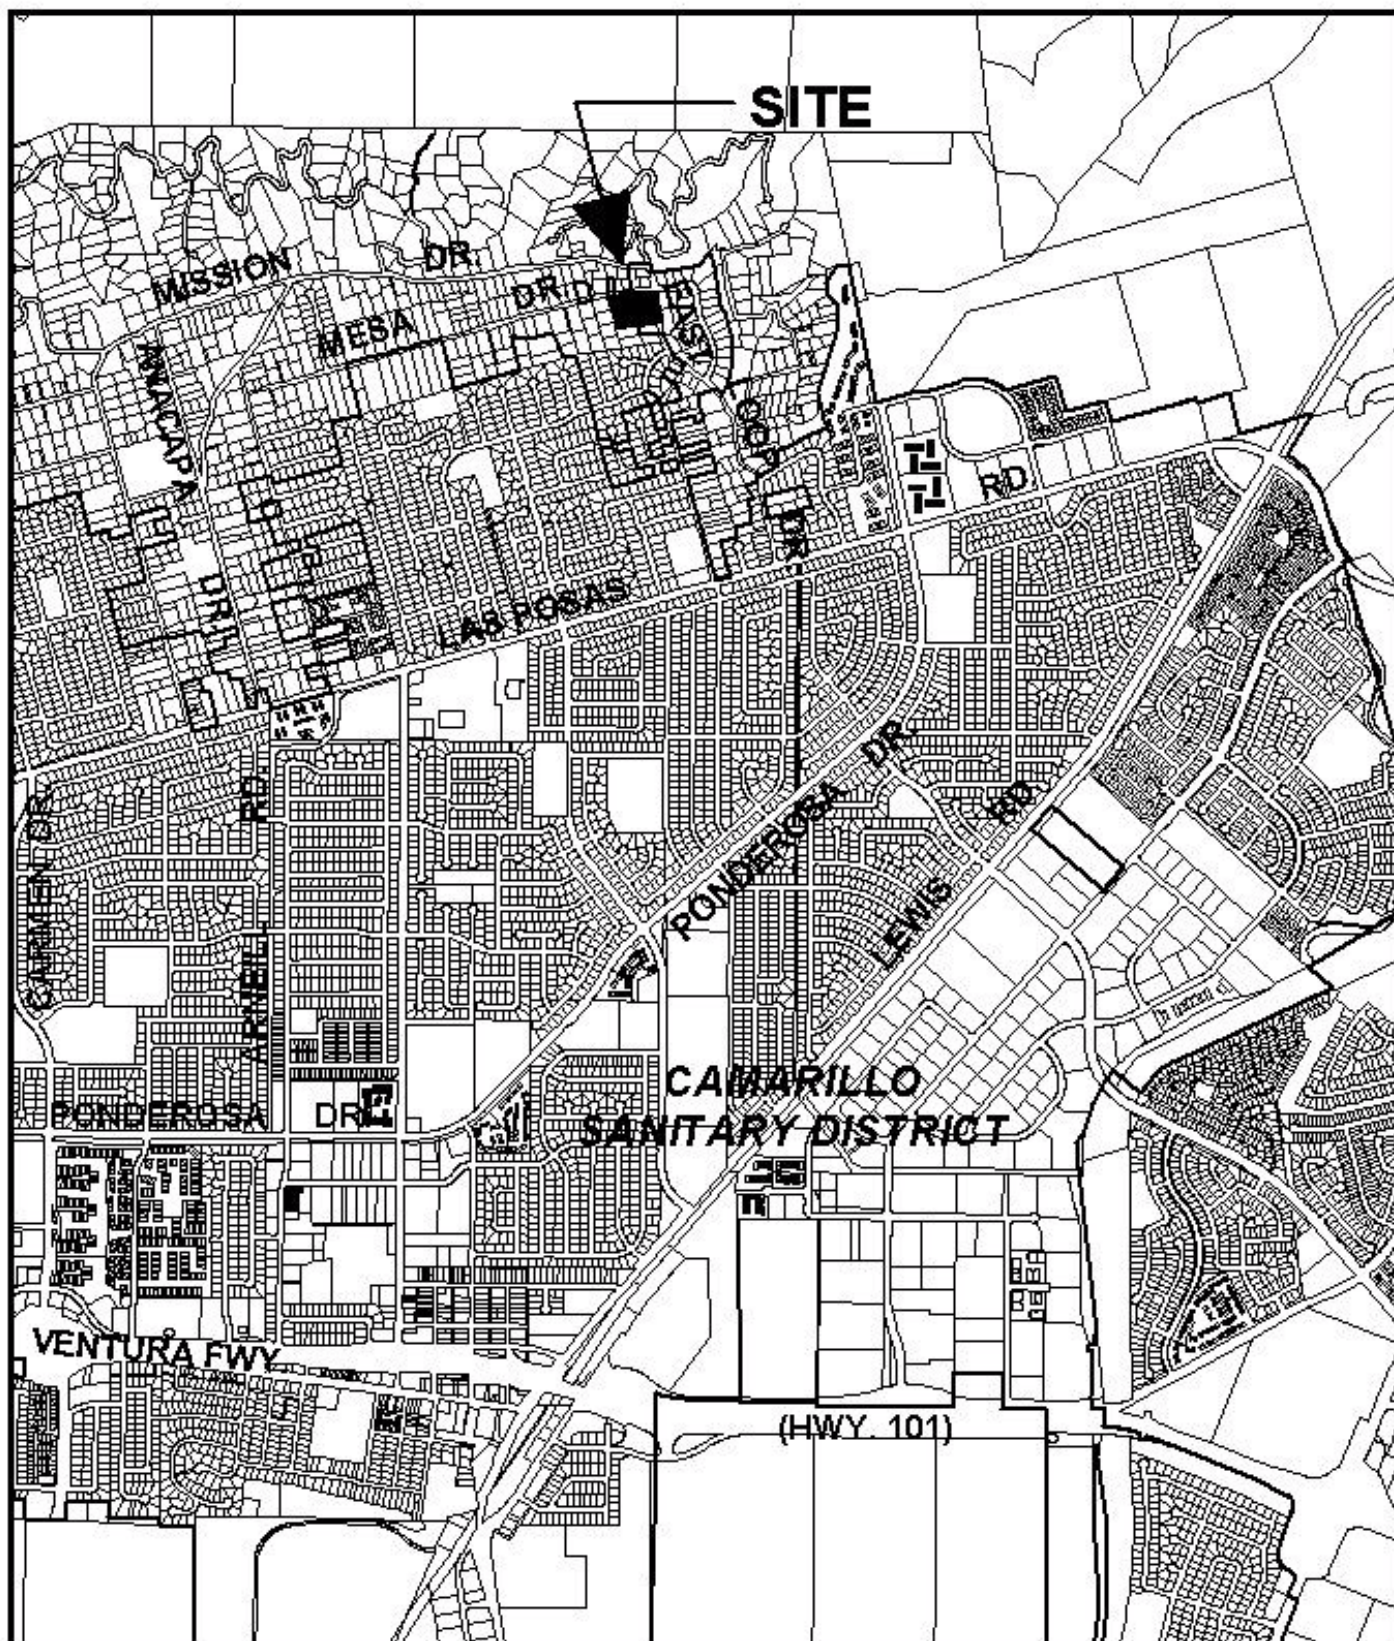 SITE
MISSION DR.
MESA DR.
ANACAPA DR.
EAST LOOP DR.
RD
LAS POSAS
PONDEROSA DR.
LEWIS RD.
CARMEN DR.
ARNEILL RD.
CAMARILLO
SANITARY DISTRICT
PONDEROSA DR.
VENTURA FWY
(HWY. 101)